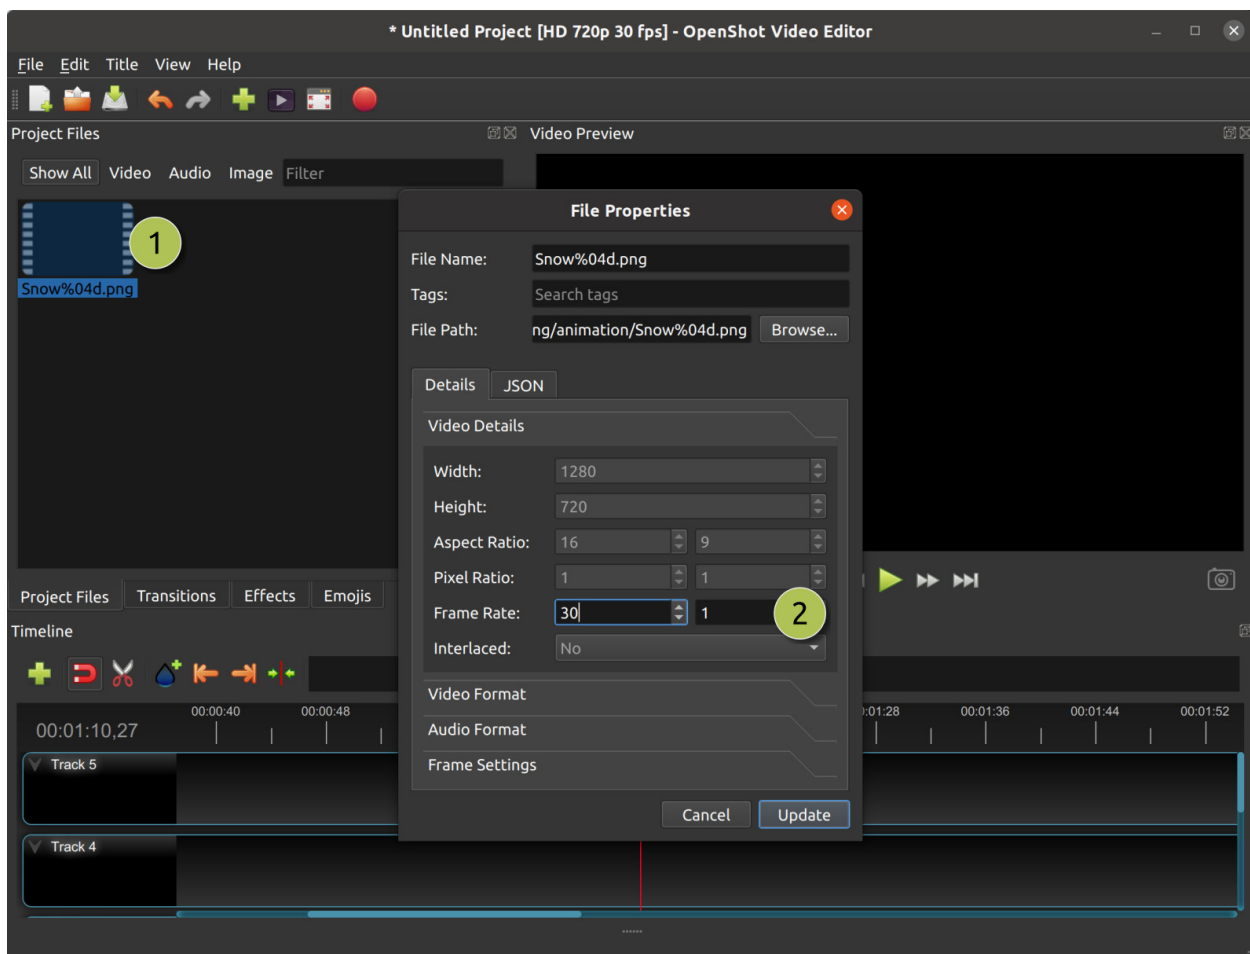 * Untitled Project [HD 720p 30 fps] - OpenShot Video Editor
File Edit Title View Help
Project Files
Video Preview
Show All Video Audio Image Filter
1
Snow%04d.png
File Properties
File Name: Snow%04d.png
Tags: Search tags
File Path: ng/animation/Snow%04d.png Browse...
Details JSON
Video Details
Width: 1280
Height: 720
Aspect Ratio: 16 9
Pixel Ratio: 1 1
Frame Rate: 30 1 2
Interlaced: No
Video Format
Audio Format
Frame Settings
Cancel Update
Project Files Transitions Effects Emojis
Timeline
00:01:10,27
00:00:40 00:00:48 :01:28 00:01:36 00:01:44 00:01:52
Track 5
Track 4